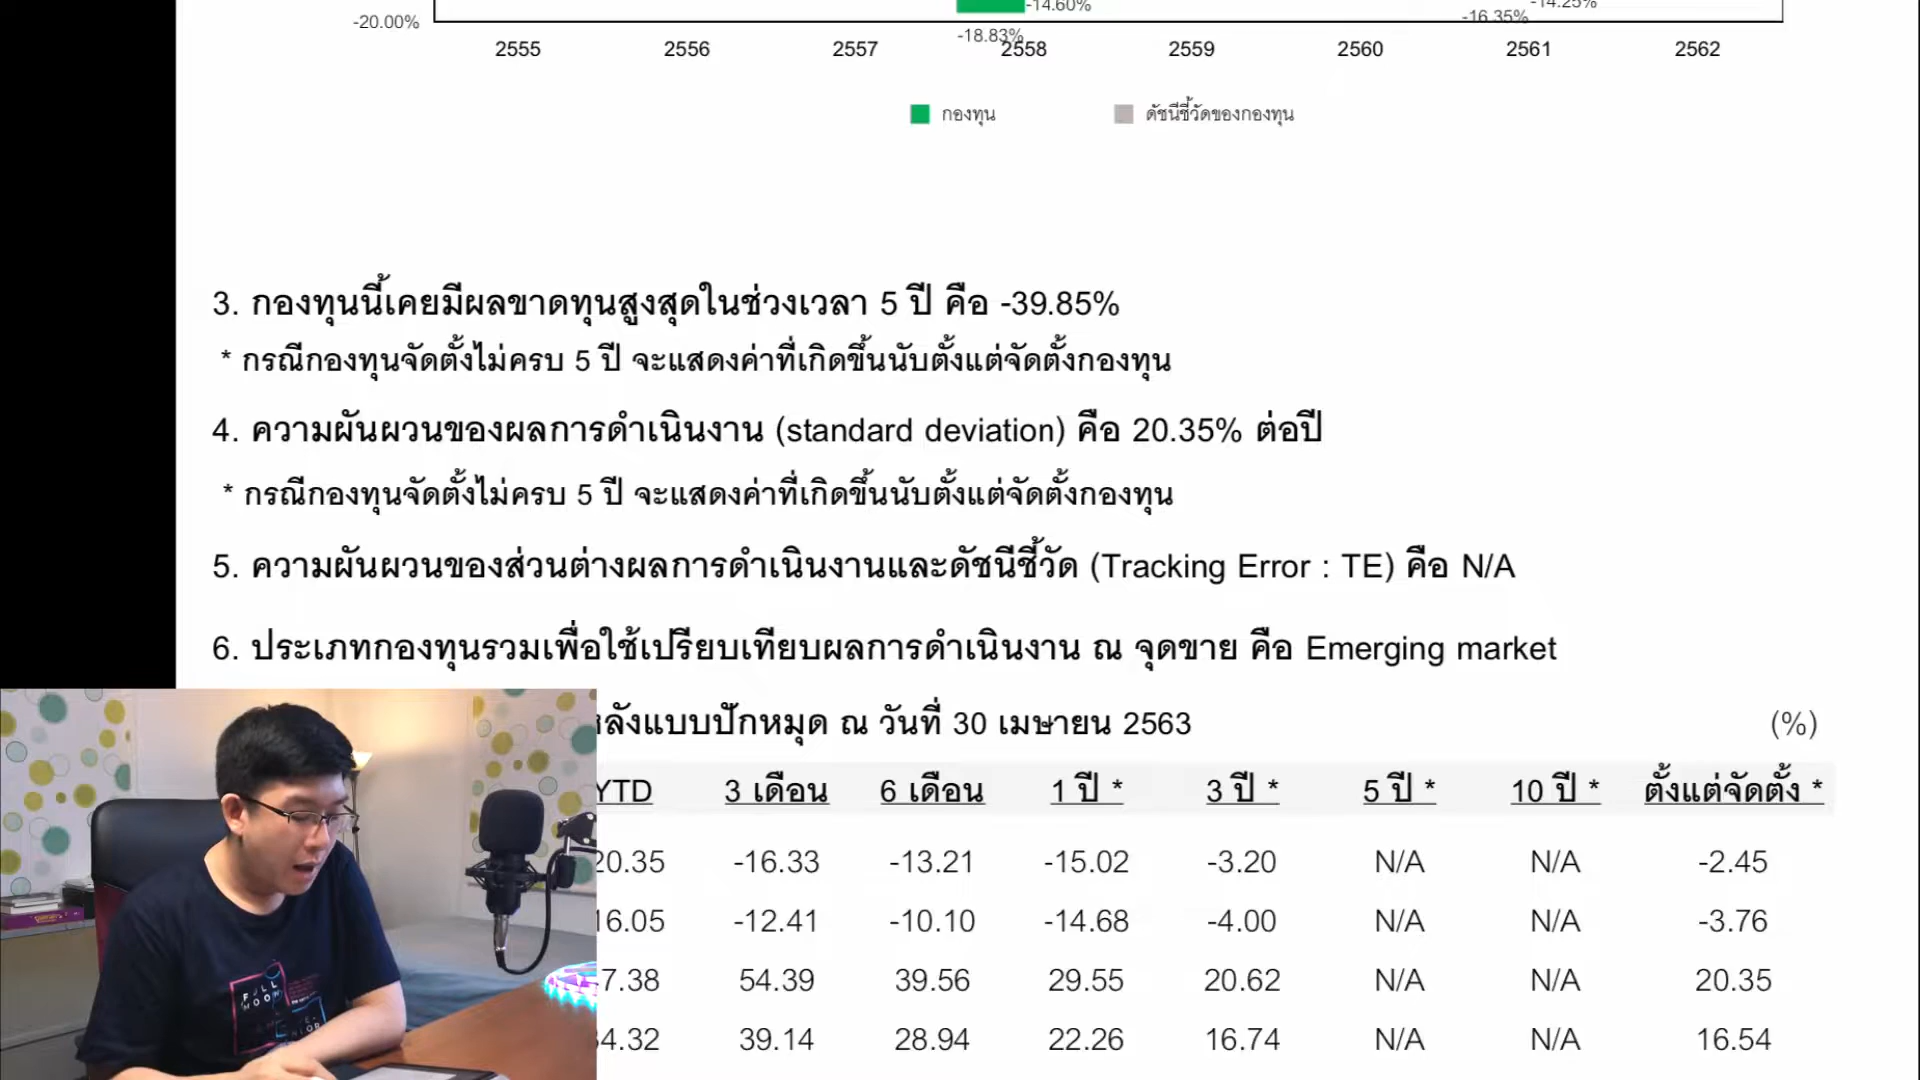 -14.60%
-14.25%
-16.35%
-20.00%
-18.83%
2555 2556 2557 2558 2559 2560 2561 2562
กองทุน ดัชนีชี้วัดของกองทุน
3. กองทุนนี้เคยมีผลขาดทุนสูงสุดในช่วงเวลา 5 ปี คือ -39.85%
* กรณีกองทุนจัดตั้งไม่ครบ 5 ปี จะแสดงค่าที่เกิดขึ้นนับตั้งแต่จัดตั้งกองทุน
4. ความผันผวนของผลการดำเนินงาน (standard deviation) คือ 20.35% ต่อปี
* กรณีกองทุนจัดตั้งไม่ครบ 5 ปี จะแสดงค่าที่เกิดขึ้นนับตั้งแต่จัดตั้งกองทุน
5. ความผันผวนของส่วนต่างผลการดำเนินงานและดัชนีชี้วัด (Tracking Error : TE) คือ N/A
6. ประเภทกองทุนรวมเพื่อใช้เปรียบเทียบผลการดำเนินงาน ณ จุดขาย คือ Emerging market
หลังแบบปักหมุด ณ วันที่ 30 เมษายน 2563 (%)
YTD 3 เดือน 6 เดือน 1 ปี * 3 ปี * 5 ปี * 10 ปี * ตั้งแต่จัดตั้ง *
20.35 -16.33 -13.21 -15.02 -3.20 N/A N/A -2.45
16.05 -12.41 -10.10 -14.68 -4.00 N/A N/A -3.76
7.38 54.39 39.56 29.55 20.62 N/A N/A 20.35
4.32 39.14 28.94 22.26 16.74 N/A N/A 16.54
FULL
MOON